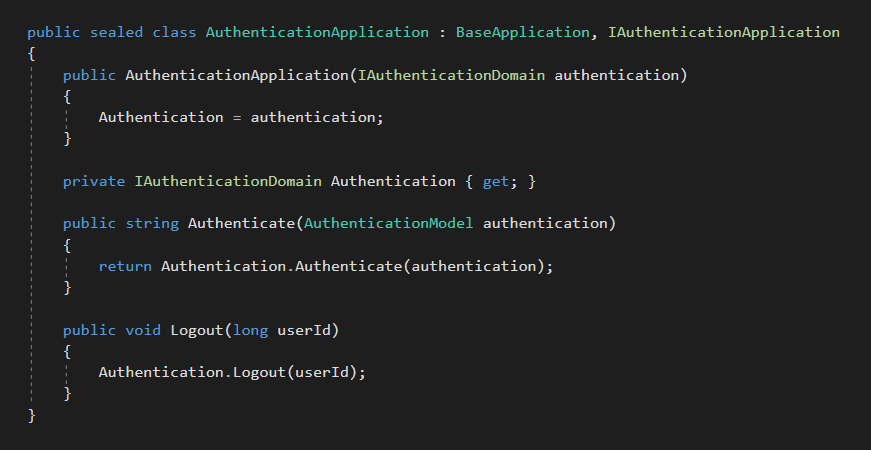 public sealed class AuthenticationApplication : BaseApplication, IAuthenticationApplication
{
    public AuthenticationApplication(IAuthenticationDomain authentication)
    {
        Authentication = authentication;
    }

    private IAuthenticationDomain Authentication { get; }

    public string Authenticate(AuthenticationModel authentication)
    {
        return Authentication.Authenticate(authentication);
    }

    public void Logout(long userId)
    {
        Authentication.Logout(userId);
    }
}